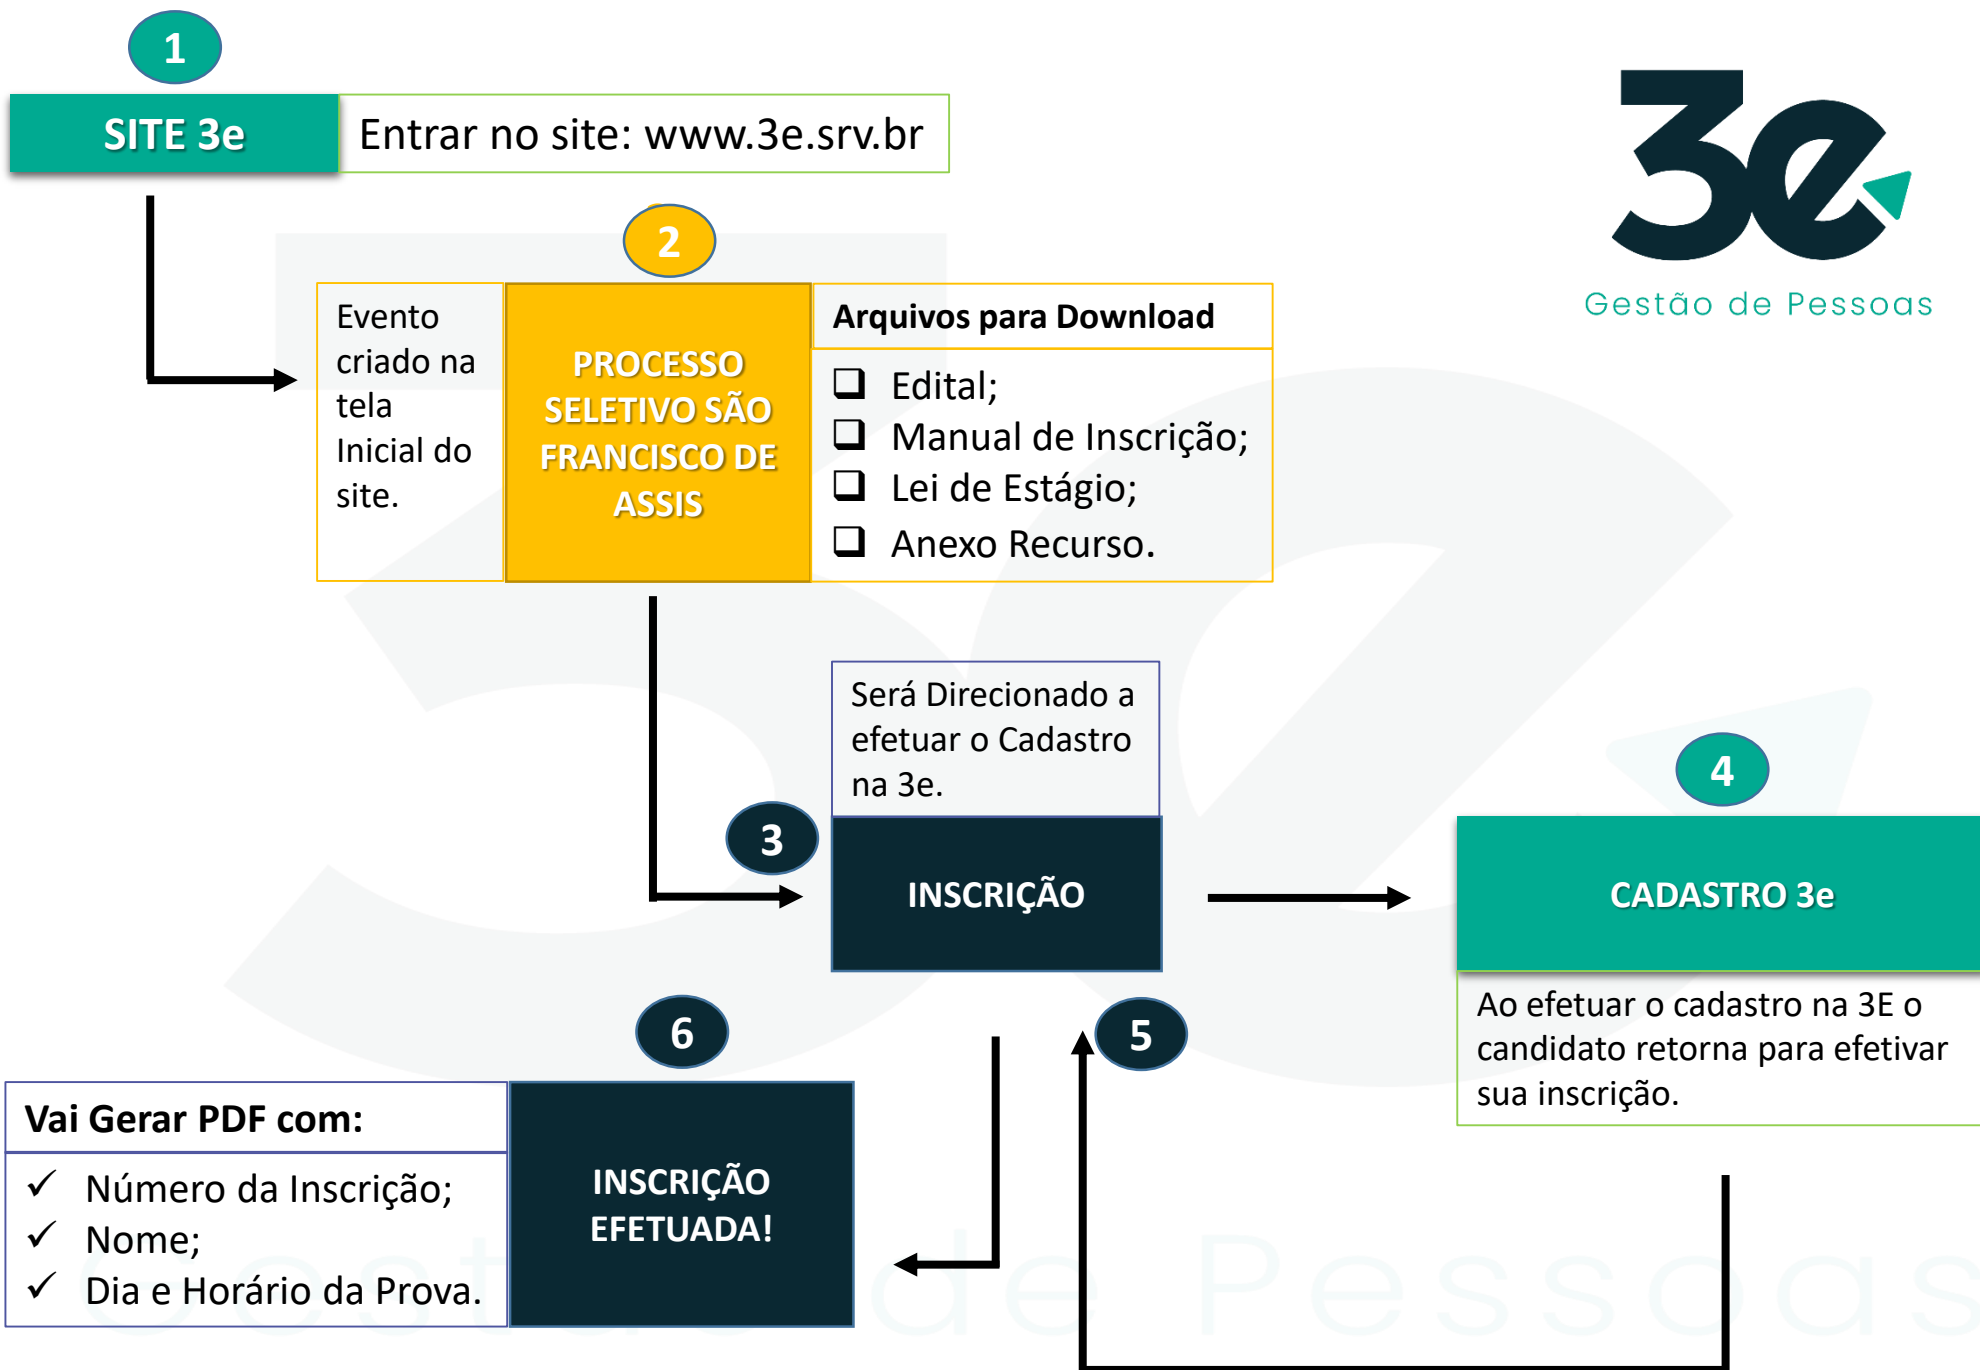 1
SITE 3e
Entrar no site: www.3e.srv.br
3e
Gestão de Pessoas
2
Evento
criado na
tela
Inicial do
site.
PROCESSO
SELETIVO SÃO
FRANCISCO DE
ASSIS
Arquivos para Download
❑ Edital;
❑ Manual de Inscrição;
❑ Lei de Estágio;
❑ Anexo Recurso.
Será Direcionado a
efetuar o Cadastro
na 3e.
3
INSCRIÇÃO
4
CADASTRO 3e
Ao efetuar o cadastro na 3E o
candidato retorna para efetivar
sua inscrição.
5
6
INSCRIÇÃO
EFETUADA!
Vai Gerar PDF com:
✓ Número da Inscrição;
✓ Nome;
✓ Dia e Horário da Prova.
3e
Gestão de Pessoas